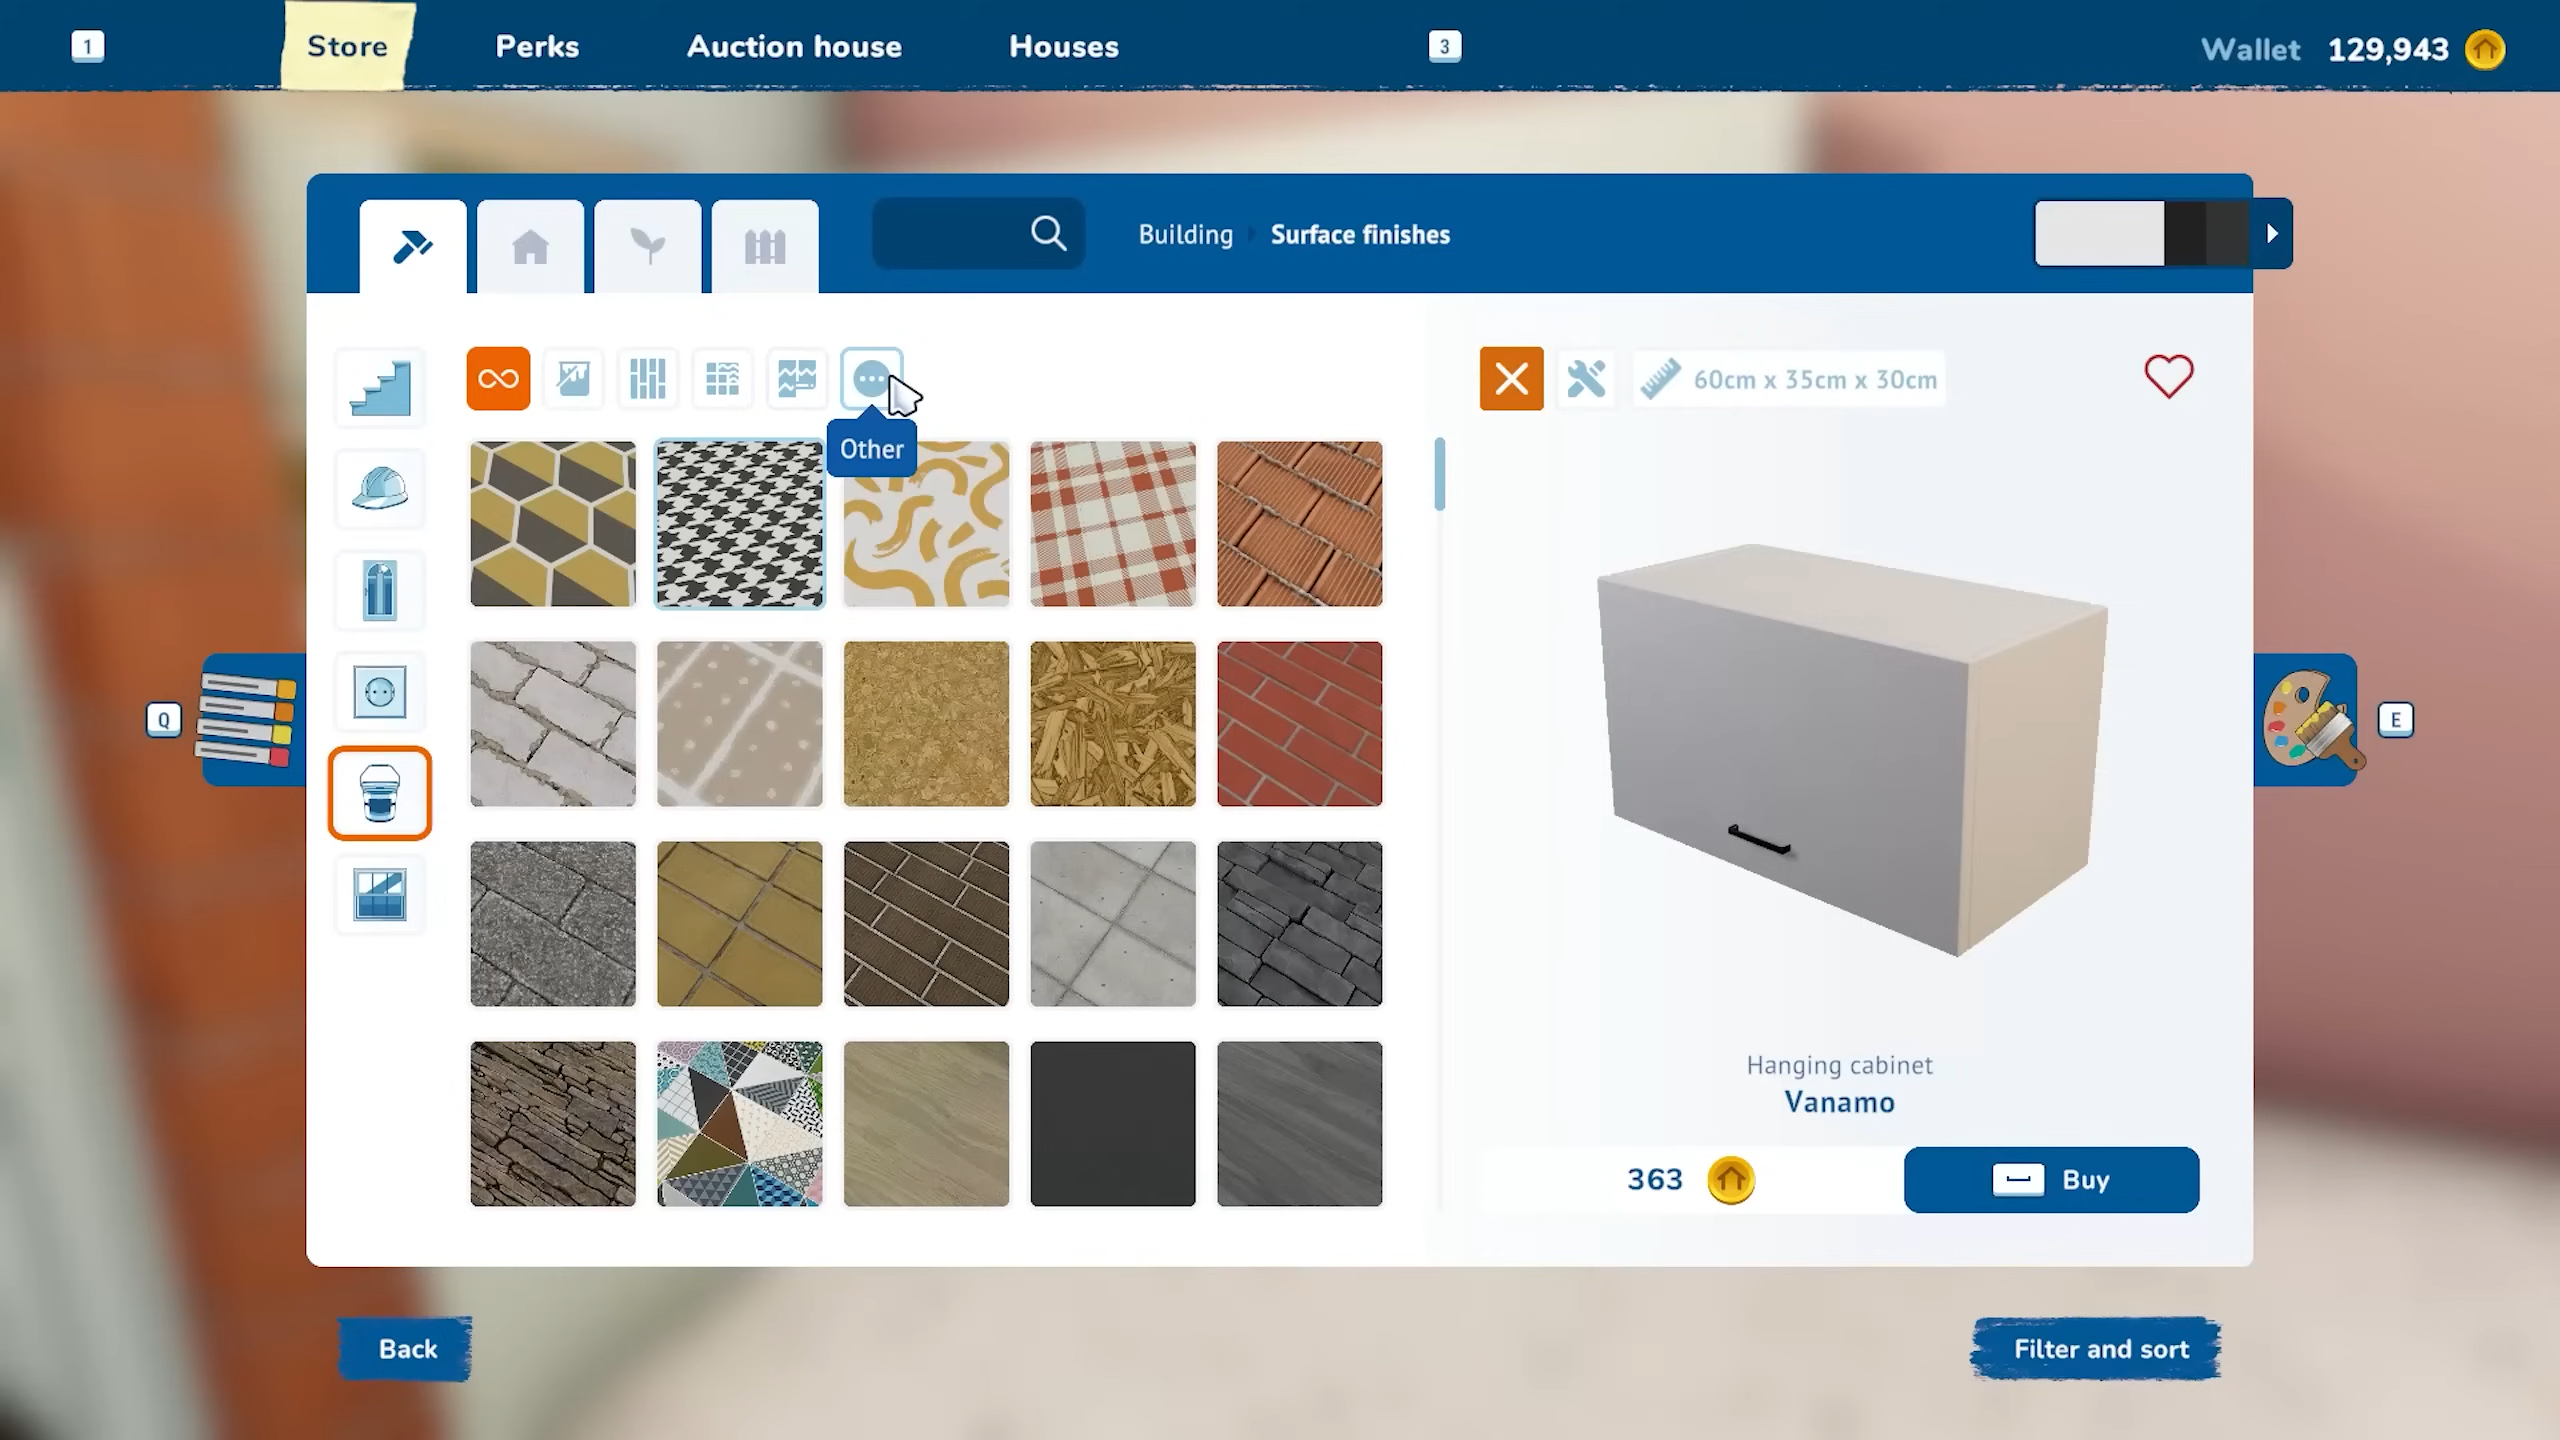 1
Store
Perks
Auction house
Houses
3
Wallet 129,943
Building
Surface finishes
60cm x 35cm x 30cm
Other
Q
E
Hanging cabinet
Vanamo
363
Buy
Back
Filter and sort